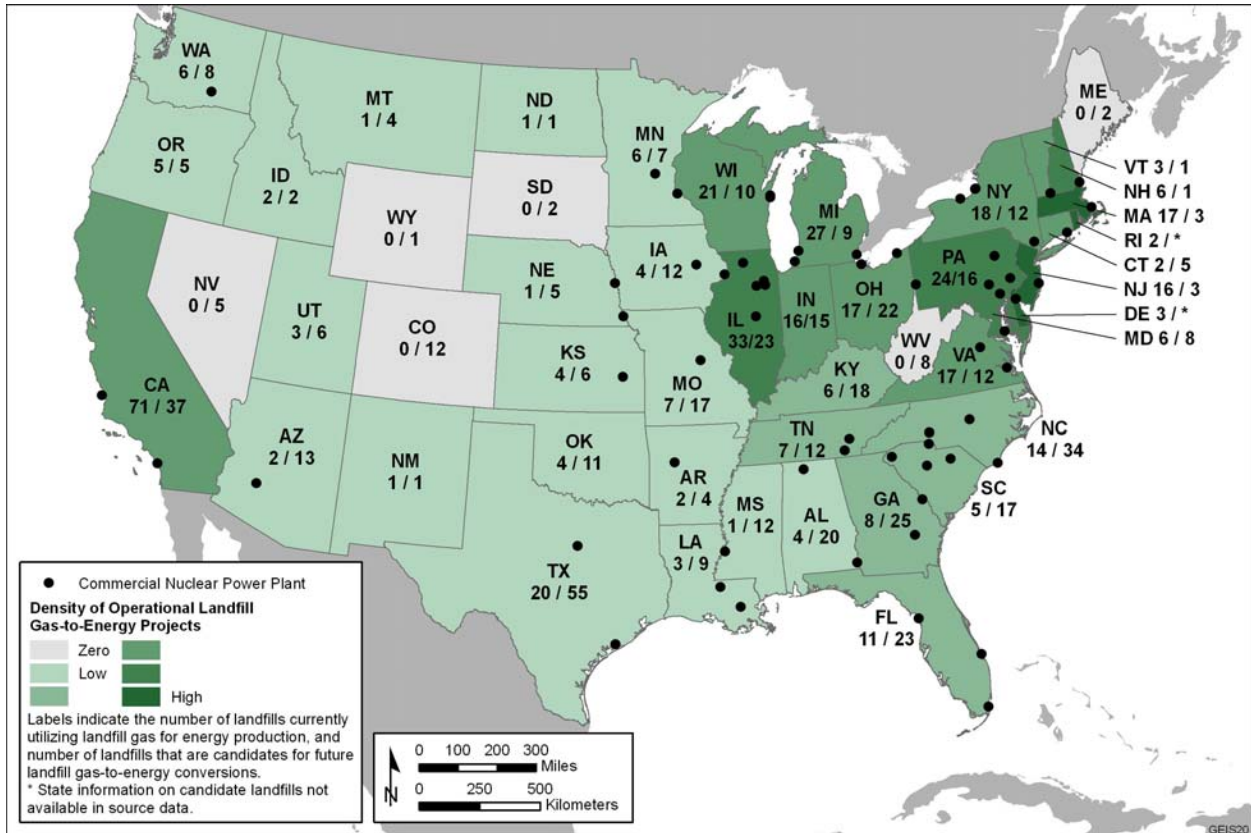 WA
6 / 8
MT
1 / 4
ND
1 / 1
MN
6 / 7
ME
0 / 2
OR
5 / 5
ID
2 / 2
WY
0 / 1
SD
0 / 2
WI
21 / 10
MI
27 / 9
NY
18 / 12
VT 3 / 1
NH 6 / 1
MA 17 / 3
RI 2 / *
CT 2 / 5
NJ 16 / 3
DE 3 / *
MD 6 / 8
NV
0 / 5
UT
3 / 6
CO
0 / 12
NE
1 / 5
IA
4 / 12
IL
33/23
IN
16/15
OH
17 / 22
PA
24/16
WV
0 / 8
VA
17 / 12
CA
71 / 37
KS
4 / 6
MO
7 / 17
KY
6 / 18
AZ
2 / 13
NM
1 / 1
OK
4 / 11
AR
2 / 4
TN
7 / 12
NC
14 / 34
SC
5 / 17
TX
20 / 55
LA
3 / 9
MS
1 / 12
AL
4 / 20
GA
8 / 25
FL
11 / 23
Commercial Nuclear Power Plant
Density of Operational Landfill
Gas-to-Energy Projects
Zero
Low
High
Labels indicate the number of landfills currently
utilizing landfill gas for energy production, and
number of landfills that are candidates for future
landfill gas-to-energy conversions.
* State information on candidate landfills not
available in source data.
N
0 100 200 300
Miles
0 250 500
Kilometers
GEIS20